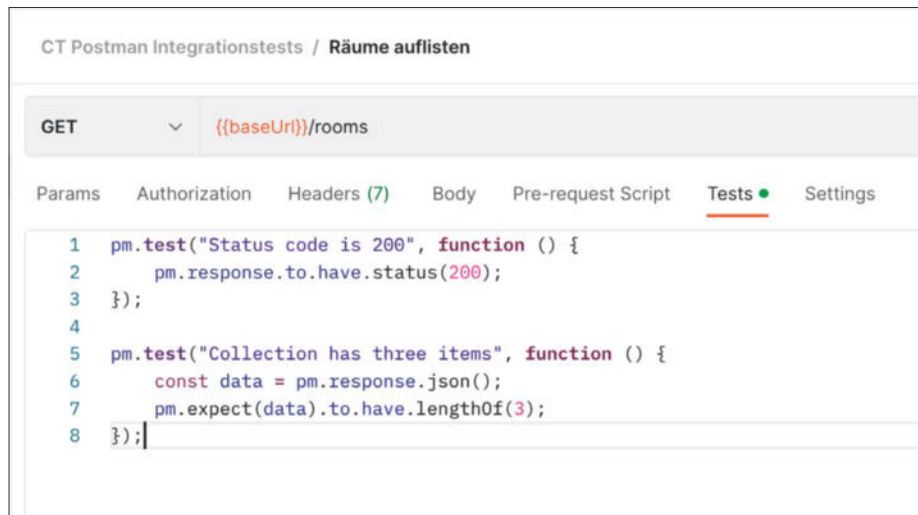 CT Postman Integrationstests / Räume auflisten
GET {{baseUrl}}/rooms
Params Authorization Headers (7) Body Pre-request Script Tests Settings
1 pm.test("Status code is 200", function () {
2 pm.response.to.have.status(200);
3 });
4
5 pm.test("Collection has three items", function () {
6 const data = pm.response.json();
7 pm.expect(data).to.have.lengthOf(3);
8 });